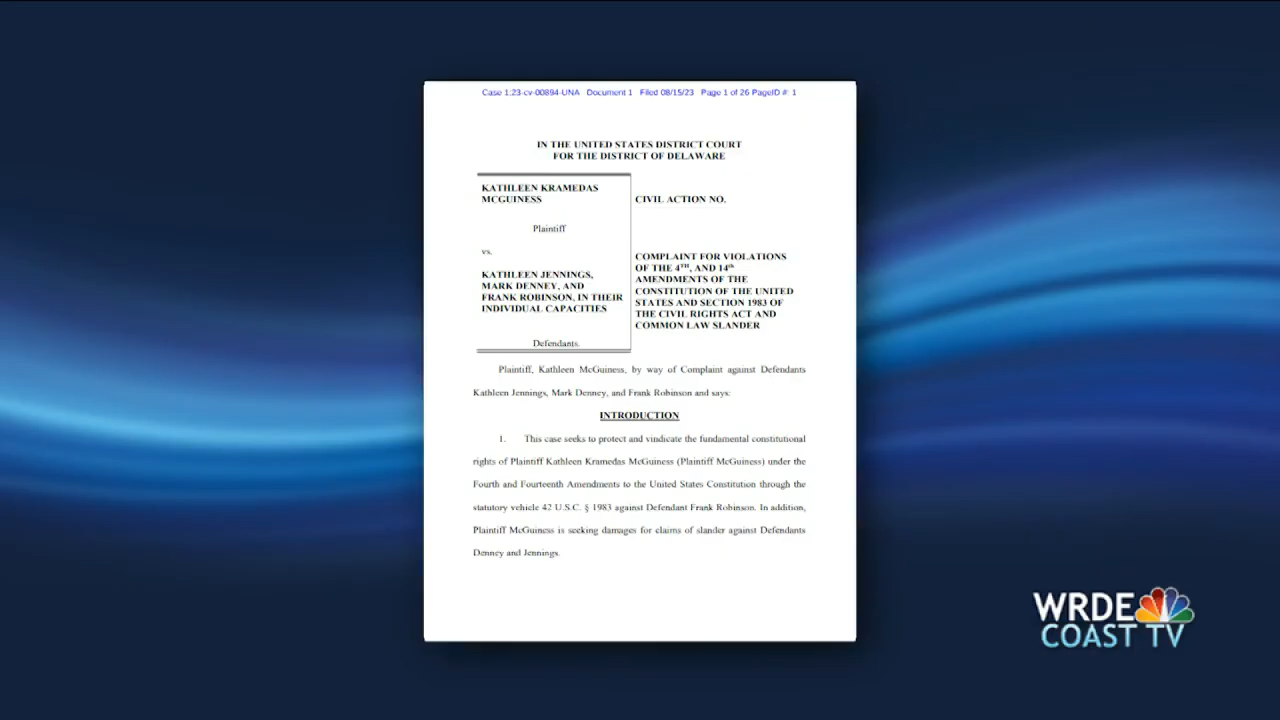 Case 1:23-cv-00894-UNA Document 1 Filed 08/15/23 Page 1 of 26 PageID #: 1
IN THE UNITED STATES DISTRICT COURT
FOR THE DISTRICT OF DELAWARE
KATHLEEN KRAMEDAS
MCGUINESS
Plaintiff
vs.
KATHLEEN JENNINGS,
MARK DENNEY, AND
FRANK ROBINSON, IN THEIR
INDIVIDUAL CAPACITIES
Defendants.
CIVIL ACTION NO.
COMPLAINT FOR VIOLATIONS
OF THE 4TH, AND 14th
AMENDMENTS OF THE
CONSTITUTION OF THE UNITED
STATES AND SECTION 1983 OF
THE CIVIL RIGHTS ACT AND
COMMON LAW SLANDER
Plaintiff, Kathleen McGuiness, by way of Complaint against Defendants
Kathleen Jennings, Mark Denney, and Frank Robinson and says:
INTRODUCTION
1. This case seeks to protect and vindicate the fundamental constitutional
rights of Plaintiff Kathleen Kramedas McGuiness (Plaintiff McGuiness) under the
Fourth and Fourteenth Amendments to the United States Constitution through the
statutory vehicle 42 U.S.C. § 1983 against Defendant Frank Robinson. In addition,
Plaintiff McGuiness is seeking damages for claims of slander against Defendants
Denney and Jennings.
WRDE
COAST TV